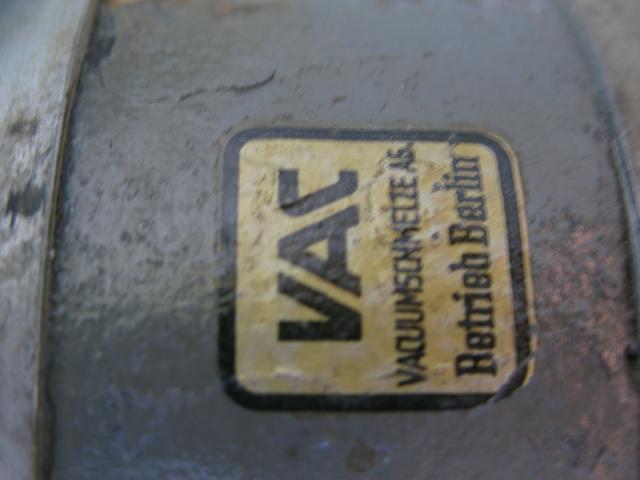 VAC
VACUUMSCHMELZE AG.
Betrieb Berlin